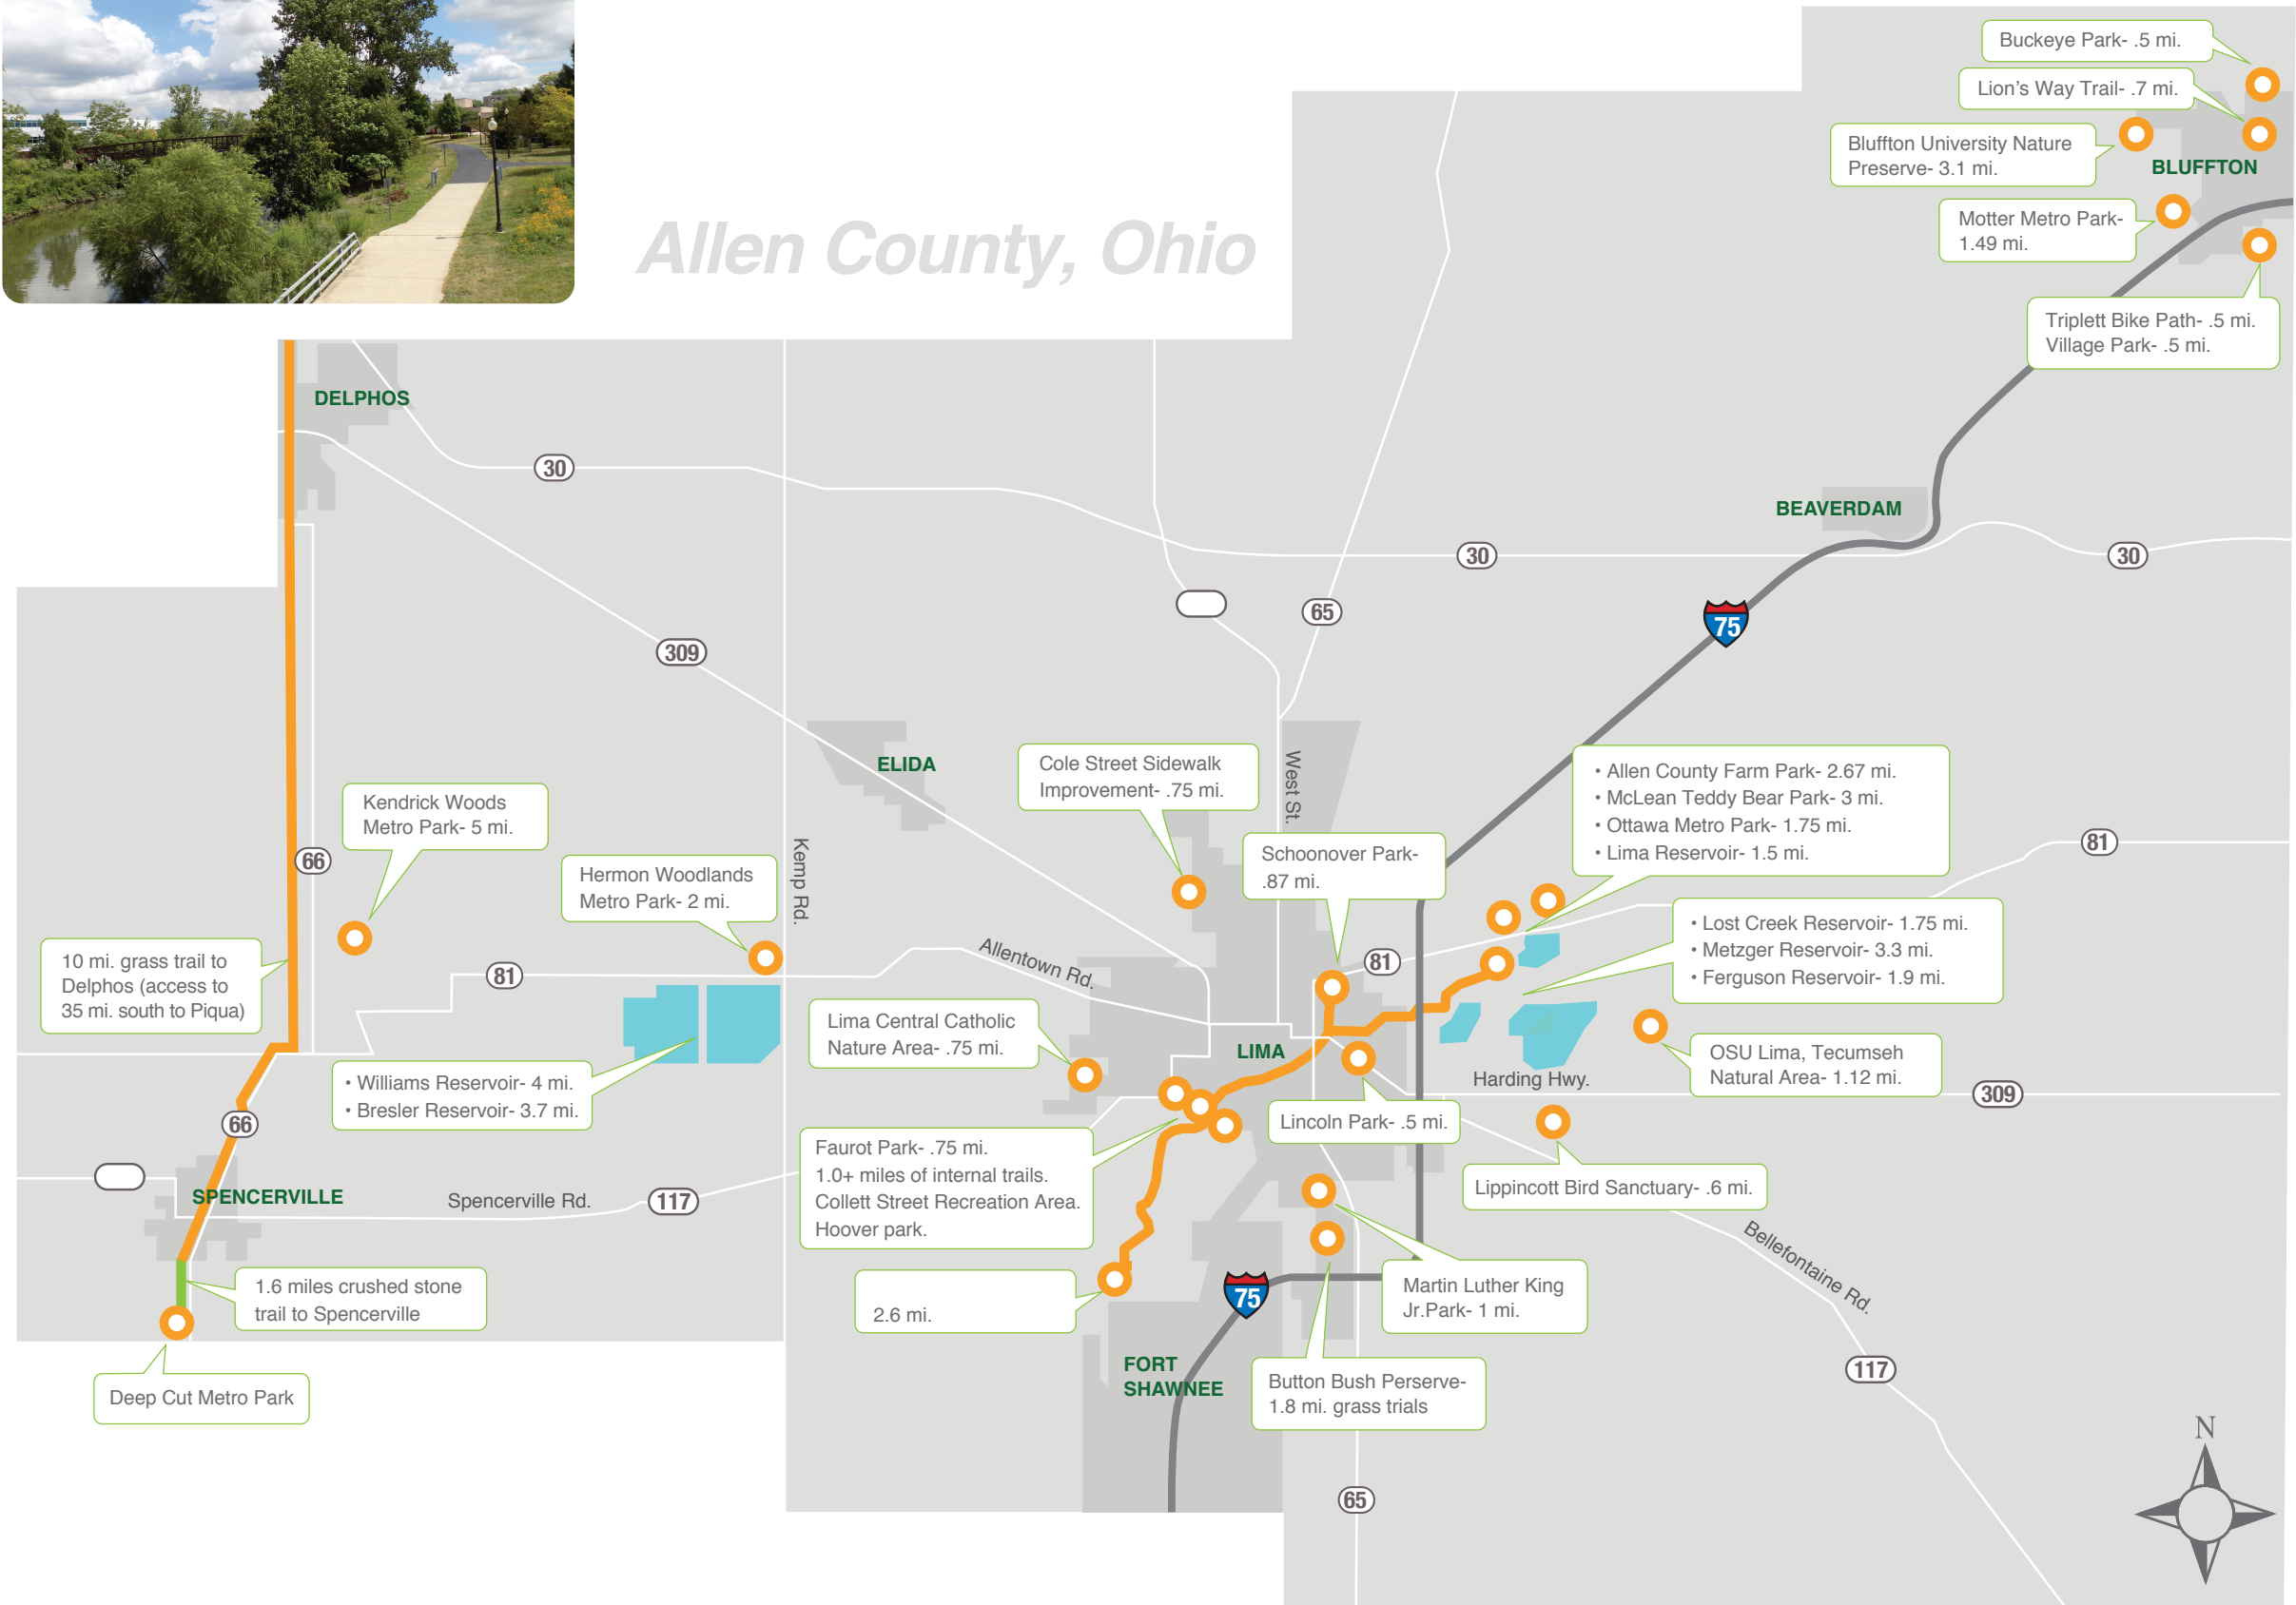 Allen County, Ohio
Buckeye Park- .5 mi.
Lion's Way Trail- .7 mi.
Bluffton University Nature
Preserve- 3.1 mi.
BLUFFTON
Motter Metro Park-
1.49 mi.
Triplett Bike Path- .5 mi.
Village Park- .5 mi.
DELPHOS
30
BEAVERDAM
30
30
65
75
309
ELIDA
Cole Street Sidewalk
Improvement- .75 mi.
West St.
• Allen County Farm Park- 2.67 mi.
• McLean Teddy Bear Park- 3 mi.
• Ottawa Metro Park- 1.75 mi.
• Lima Reservoir- 1.5 mi.
Kendrick Woods
Metro Park- 5 mi.
66
Hermon Woodlands
Metro Park- 2 mi.
Kemp Rd.
Schoonover Park-
.87 mi.
81
• Lost Creek Reservoir- 1.75 mi.
• Metzger Reservoir- 3.3 mi.
• Ferguson Reservoir- 1.9 mi.
10 mi. grass trail to
Delphos (access to
35 mi. south to Piqua)
81
Allentown Rd.
81
Lima Central Catholic
Nature Area- .75 mi.
LIMA
OSU Lima, Tecumseh
Natural Area- 1.12 mi.
Harding Hwy.
309
• Williams Reservoir- 4 mi.
• Bresler Reservoir- 3.7 mi.
66
Lincoln Park- .5 mi.
Faurot Park- .75 mi.
1.0+ miles of internal trails.
Collett Street Recreation Area.
Hoover park.
Lippincott Bird Sanctuary- .6 mi.
SPENCERVILLE
Spencerville Rd.
117
Bellefontaine Rd.
1.6 miles crushed stone
trail to Spencerville
2.6 mi.
75
Martin Luther King
Jr.Park- 1 mi.
Deep Cut Metro Park
FORT
SHAWNEE
Button Bush Perserve-
1.8 mi. grass trials
117
65
N